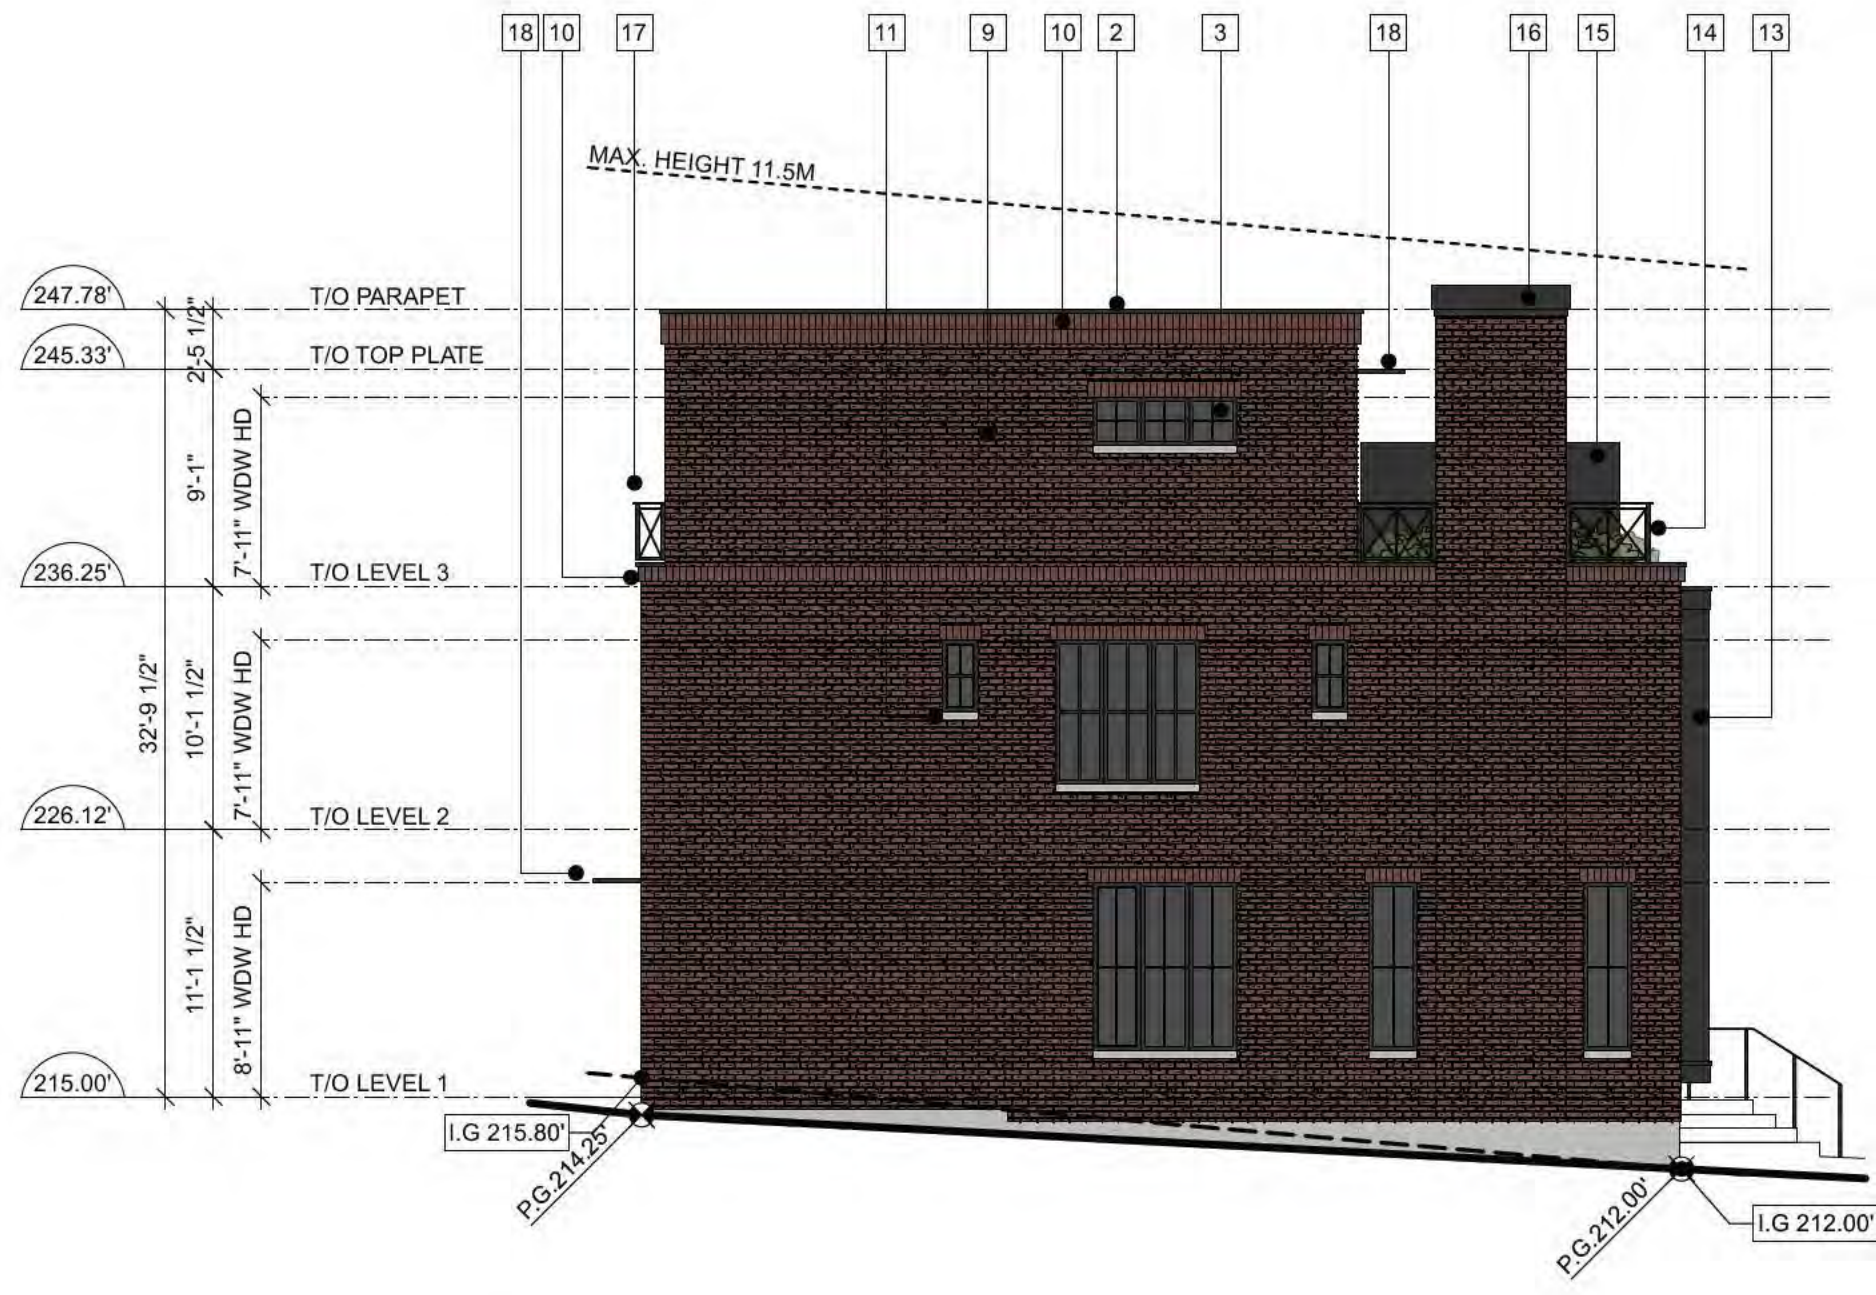 18 10 17 11 9 10 2 3 18 16 15 14 13
MAX. HEIGHT 11.5M
247.78'
T/O PARAPET
2'-5 1/2"
245.33'
T/O TOP PLATE
9'-1"
7'-11" WDW HD
236.25'
T/O LEVEL 3
32'-9 1/2"
10'-1 1/2"
7'-11" WDW HD
226.12'
T/O LEVEL 2
11'-1 1/2"
8'-11" WDW HD
215.00'
T/O LEVEL 1
I.G 215.80'
P.G.214.25'
P.G.212.00'
I.G 212.00'